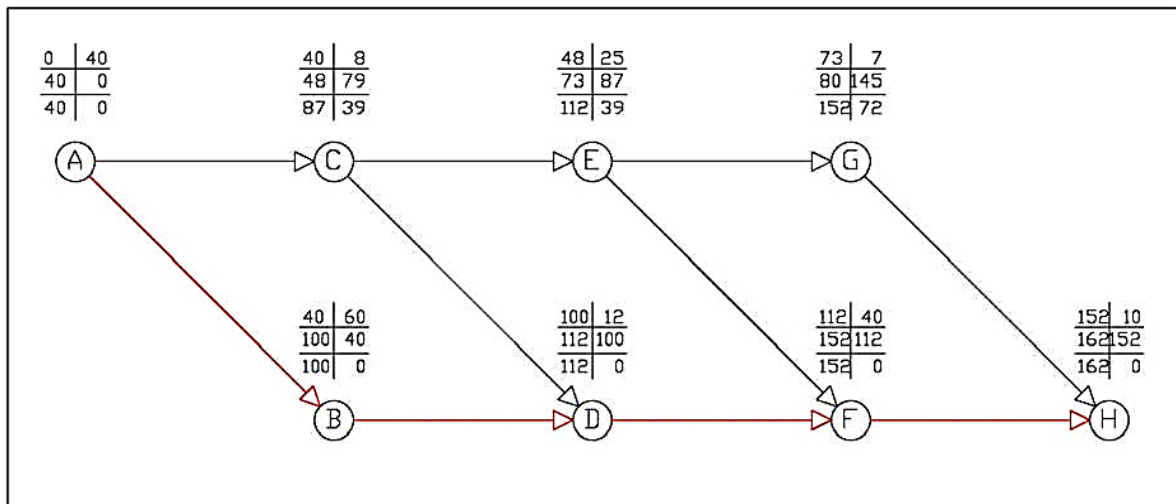 0 40 40 8 48 25 73 7
40 0 48 79 73 87 80 145
40 0 87 39 112 39 152 72
A C E G
40 60 100 12 112 40 152 10
100 40 112 100 152 112 162 152
100 0 112 0 152 0 162 0
B D F H